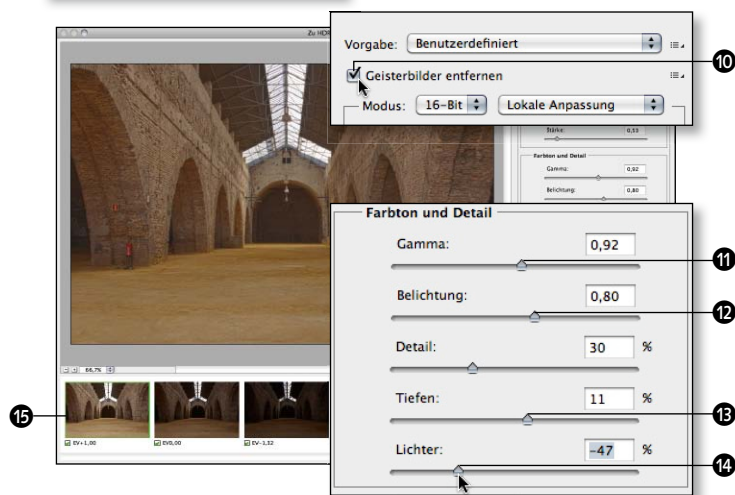 Zu HDR
Vorgabe: Benutzerdefiniert
Geisterbilder entfernen
Modus: 16-Bit Lokale Anpassung
10
Stärke: 0,53
Farbton und Detail
Gamma: 0,92
Belichtung: 0,80
Farbton und Detail
Gamma: 0,92
11
Belichtung: 0,80
12
Detail: 30 %
Tiefen: 11 %
13
Lichter: -47 %
14
66,7%
15
EV+1,00 EV0,00 EV-1,32